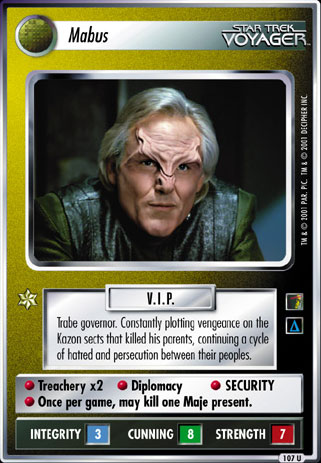 Mabus
STAR TREK
VOYAGER
TM & © 2001 PAR. PIC. TM & © 2001 DECIPHER INC.
V.I.P.
Trabe governor. Constantly plotting vengeance on the
Kazon sects that killed his parents, continuing a cycle
of hatred and persecution between their peoples.
Treachery x2 Diplomacy SECURITY
Once per game, may kill one Maje present.
INTEGRITY 3 CUNNING 8 STRENGTH 7
107 U